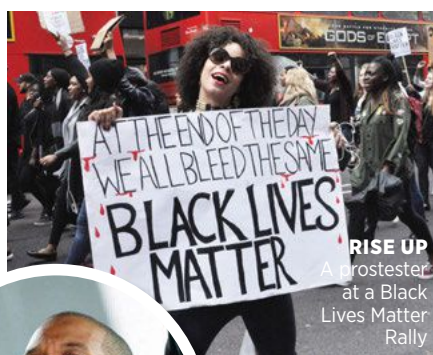 GODS OF EGYPT
AT THE END OF THE DAY
WE ALL BLEED THE SAME
BLACK LIVES
MATTER
RISE UP
A prostester
at a Black
Lives Matter
Rally